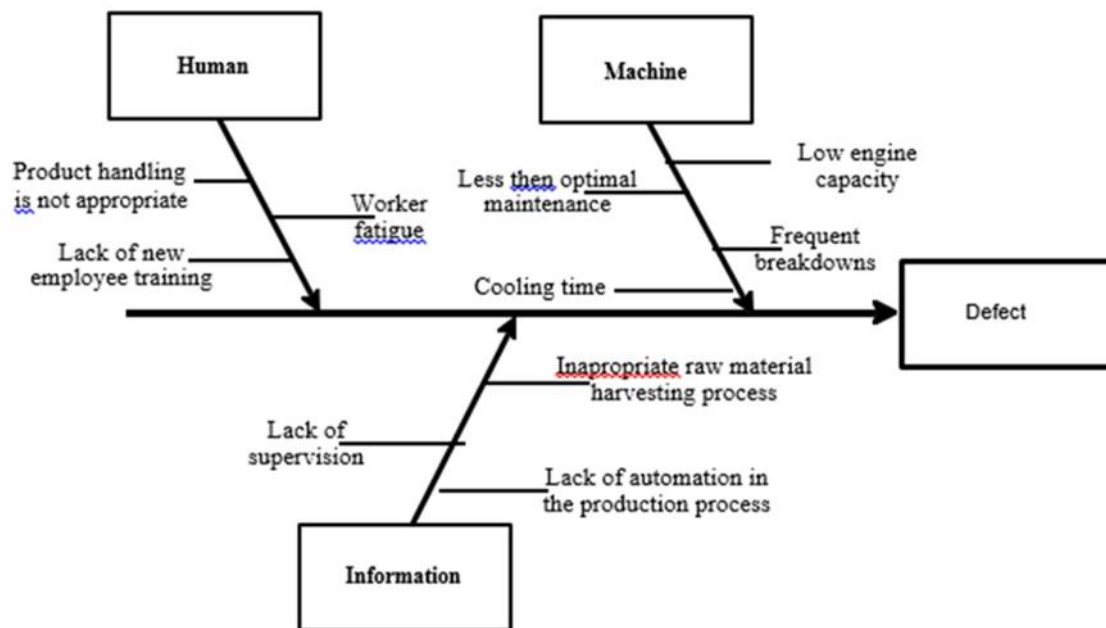 Human
Machine
Product handling
is not appropriate
Worker
fatigue
Lack of new
employee training
Low engine
capacity
Less then optimal
maintenance
Frequent
breakdowns
Cooling time
Defect
Inapropriate raw material
harvesting process
Lack of
supervision
Lack of automation in
the production process
Information